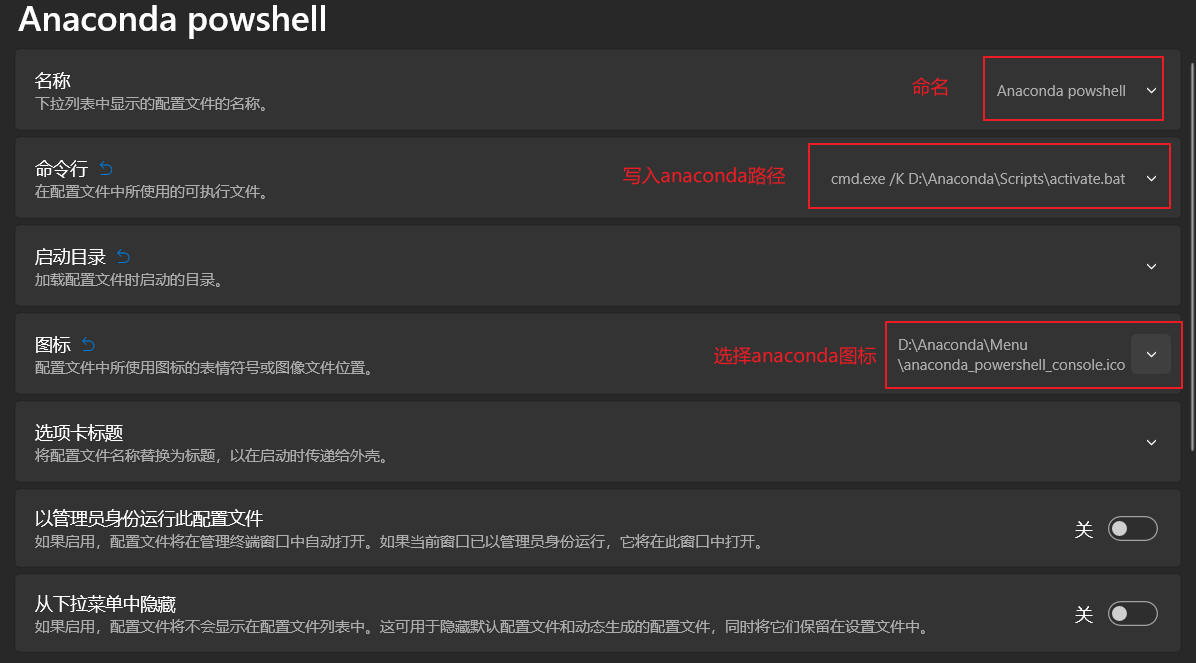 Anaconda powshell
名称
下拉列表中显示的配置文件的名称。
命名
Anaconda powshell
命令行
在配置文件中所使用的可执行文件。
写入anaconda路径
cmd.exe /K D:\Anaconda\Scripts\activate.bat
启动目录
加载配置文件时启动的目录。
图标
配置文件中所使用图标的表情符号或图像文件位置。
选择anaconda图标
D:\Anaconda\Menu
\anaconda_powershell_console.ico
选项卡标题
将配置文件名称替换为标题，以在启动时传递给外壳。
以管理员身份运行此配置文件
如果启用，配置文件将在管理终端窗口中自动打开。如果当前窗口已以管理员身份运行，它将在此窗口中打开。
关
从下拉菜单中隐藏
如果启用，配置文件将不会显示在配置文件列表中。这可用于隐藏默认配置文件和动态生成的配置文件，同时将它们保留在设置文件中。
关